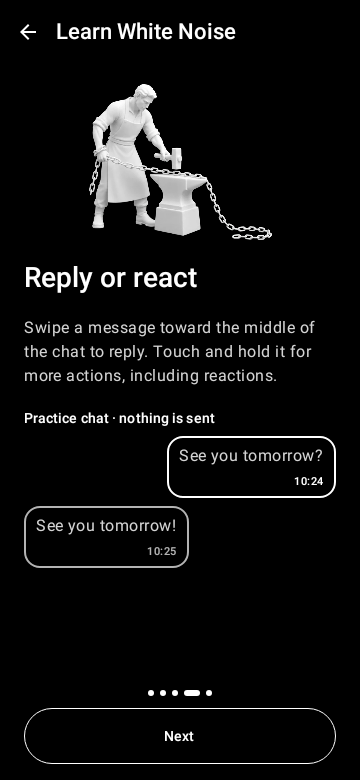 Learn White Noise
Reply or react
Swipe a message toward the middle of
the chat to reply. Touch and hold it for
more actions, including reactions.
Practice chat · nothing is sent
See you tomorrow?
10:24
See you tomorrow!
10:25
Next